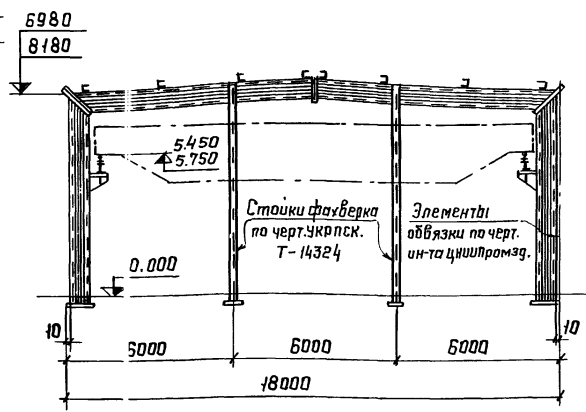 6980
8180
5.450
5.750
Стойки фахверка
по черт. Укрпск.
Т-14324
Элементы
обвязки по черт.
ин-та ЦНИИПромзд.
0.000
10
6000
6000
6000
10
18000